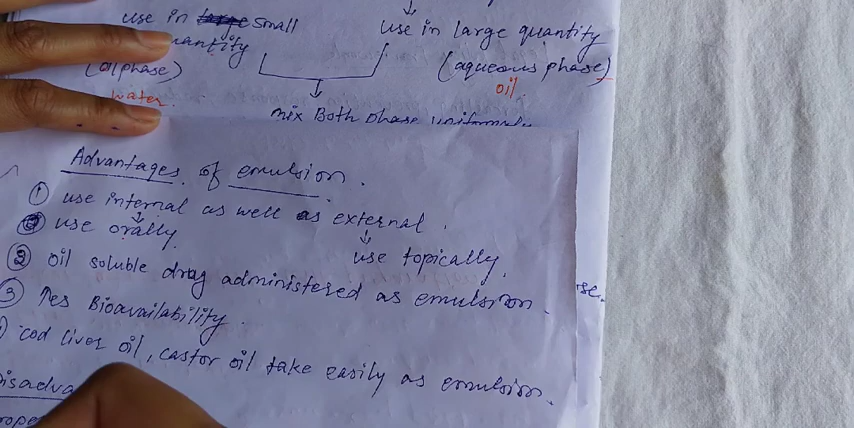 use in small
use in large quantity
(oil phase)
(aqueous phase)
water.
oil.
mix Both phase uniformly
Advantages of emulsion.
① use internal as well as external.
use orally
use topically.
② oil soluble drug administered as emulsion.
③ ↑es Bioavailability.
cod liver oil, castor oil take easily as emulsion.